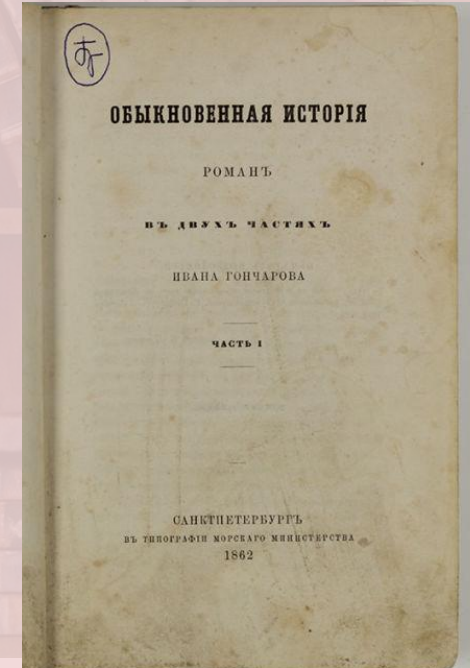 ОБЫКНОВЕННАЯ ИСТОРІЯ
РОМАНЪ
ВЪ ДВУХЪ ЧАСТЯХЪ
ИВАНА ГОНЧАРОВА
ЧАСТЬ I
САНКТПЕТЕРБУРГЪ
ВЪ ТИПОГРАФІИ МОРСКАГО МИНИСТЕРСТВА
1862